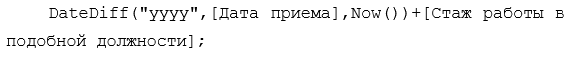 DateDiff("yyyy",[Дата приема],Now())+[Стаж работы в
подобной должности];